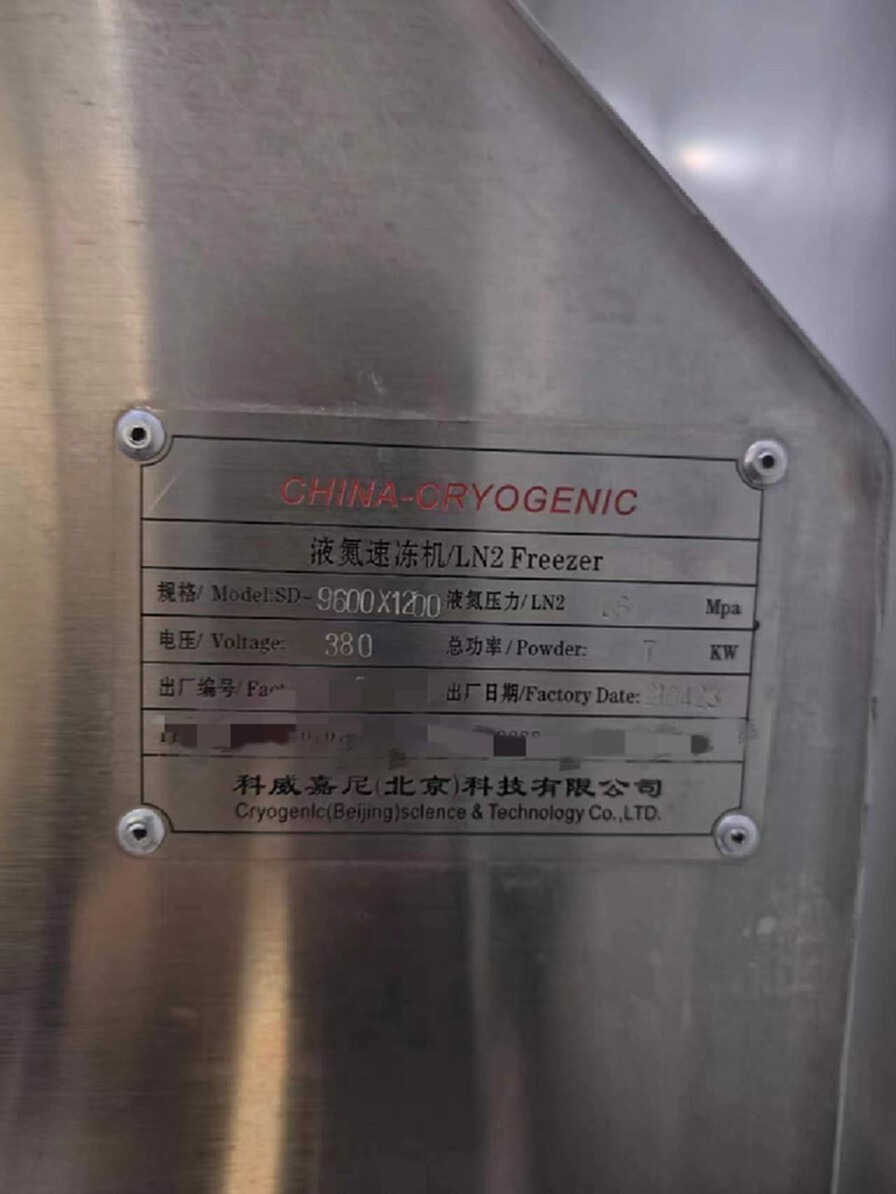 CHINA-CRYOGENIC
液氮速冻机/LN2 Freezer
规格/ Model:SD-9600X1200 液氮压力/LN2 Mpa
电压/ Voltage: 380 总功率/Powder: 7 KW
出厂编号/ 出厂日期/Factory Date: 210423
科威嘉尼(北京)科技有限公司
CryogenIc(Beijing)scIence & Technology Co.,LTD.